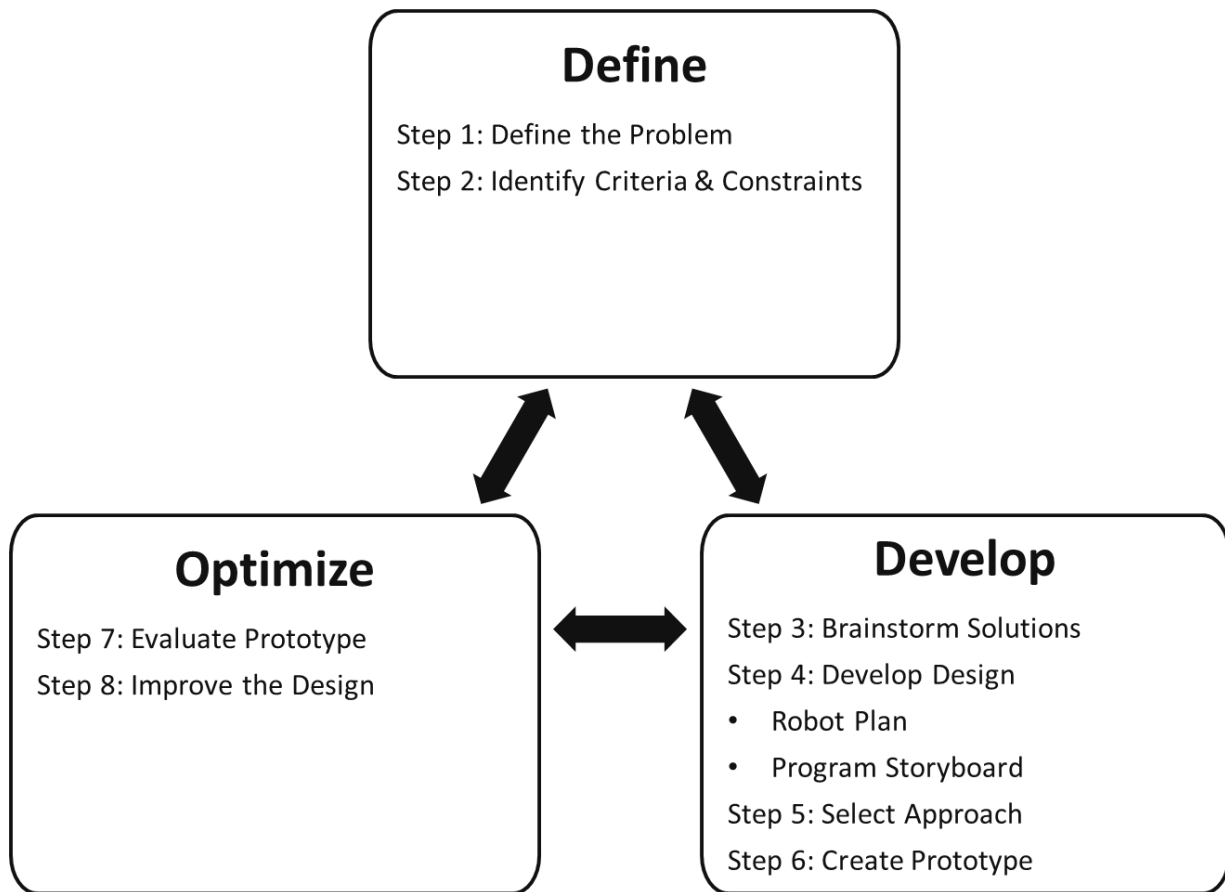 Define
Step 1: Define the Problem
Step 2: Identify Criteria & Constraints
Develop
Step 3: Brainstorm Solutions
Step 4: Develop Design
• Robot Plan
• Program Storyboard
Step 5: Select Approach
Step 6: Create Prototype
Optimize
Step 7: Evaluate Prototype
Step 8: Improve the Design